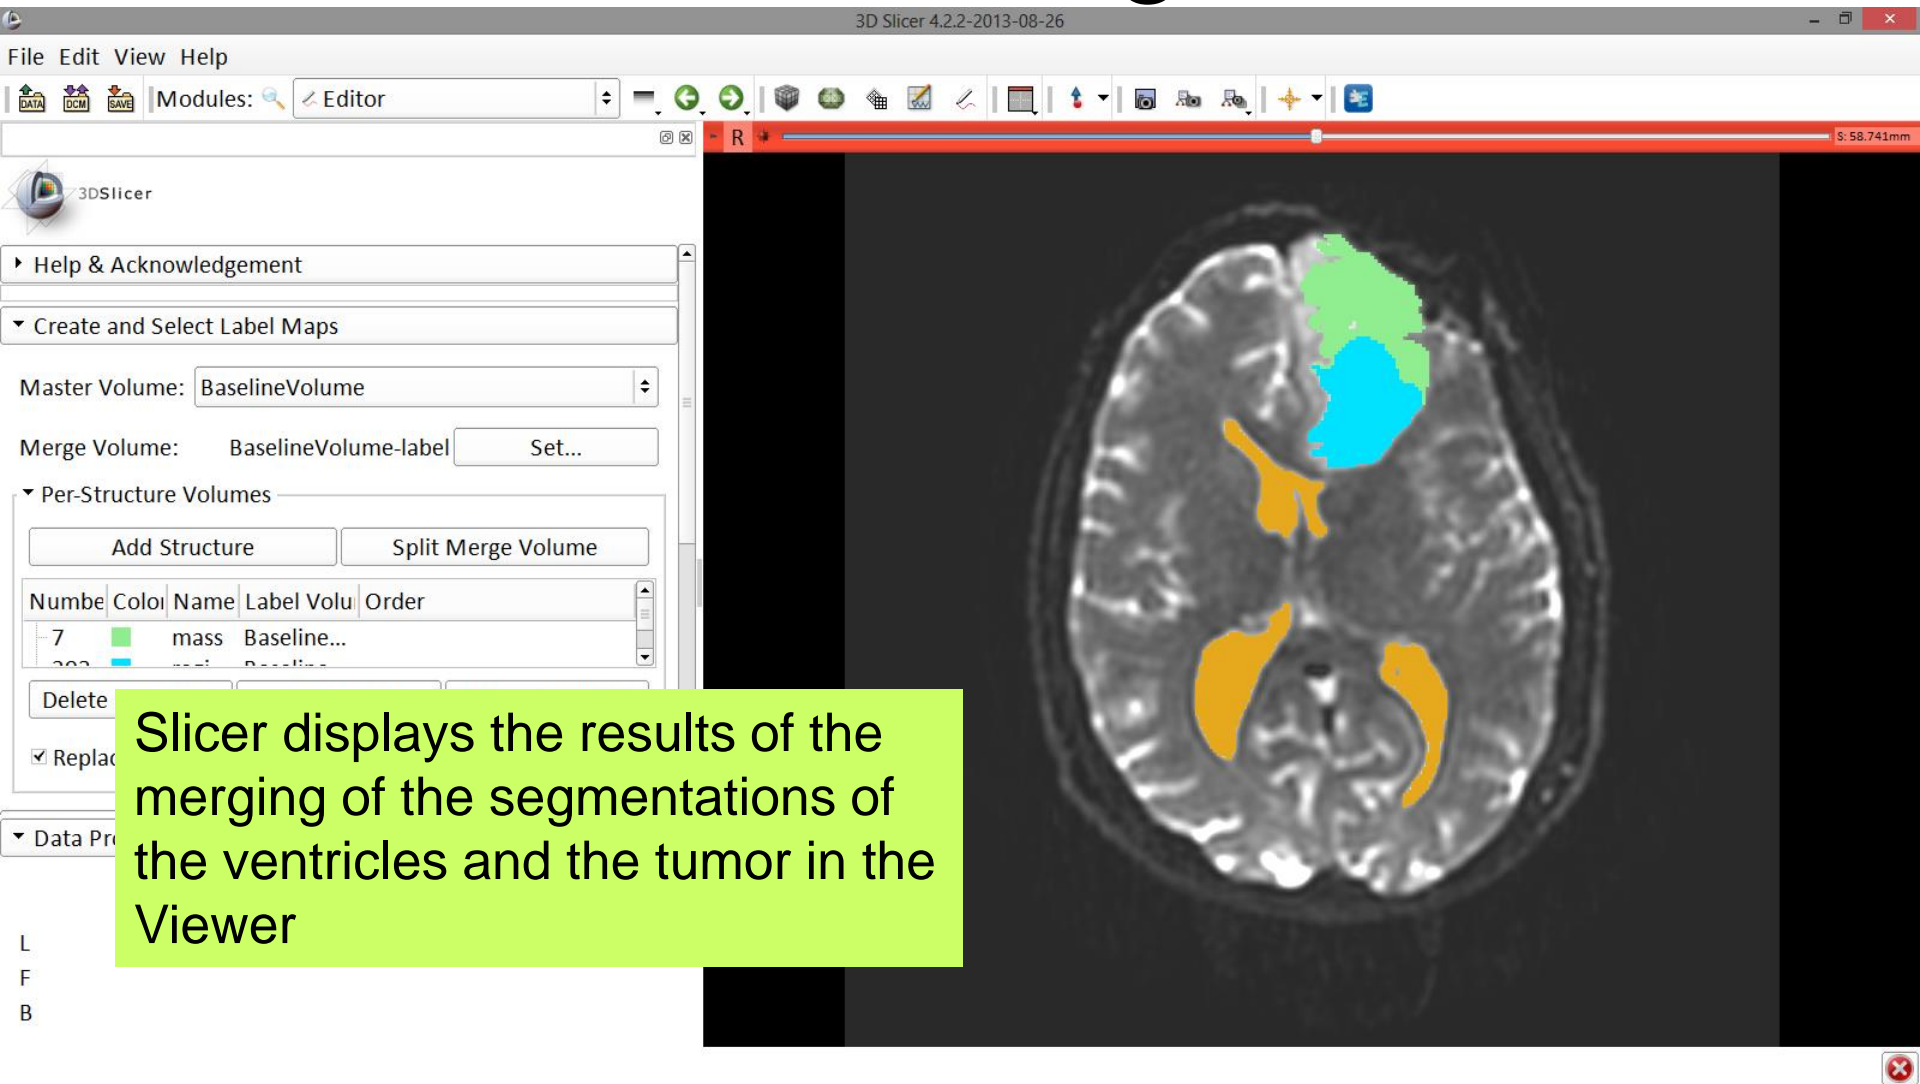 3D Slicer 4.2.2-2013-08-26
File Edit View Help
DATA DCM SAVE Modules: Editor
R S: 58.741mm
3DSlicer
Help & Acknowledgement
Create and Select Label Maps
Master Volume: BaselineVolume
Merge Volume: BaselineVolume-label Set...
Per-Structure Volumes
Add Structure Split Merge Volume
Numbe Color Name Label Volu Order
7 mass Baseline...
Delete
Replac
Data Pr
Slicer displays the results of the
merging of the segmentations of
the ventricles and the tumor in the
Viewer
L
F
B